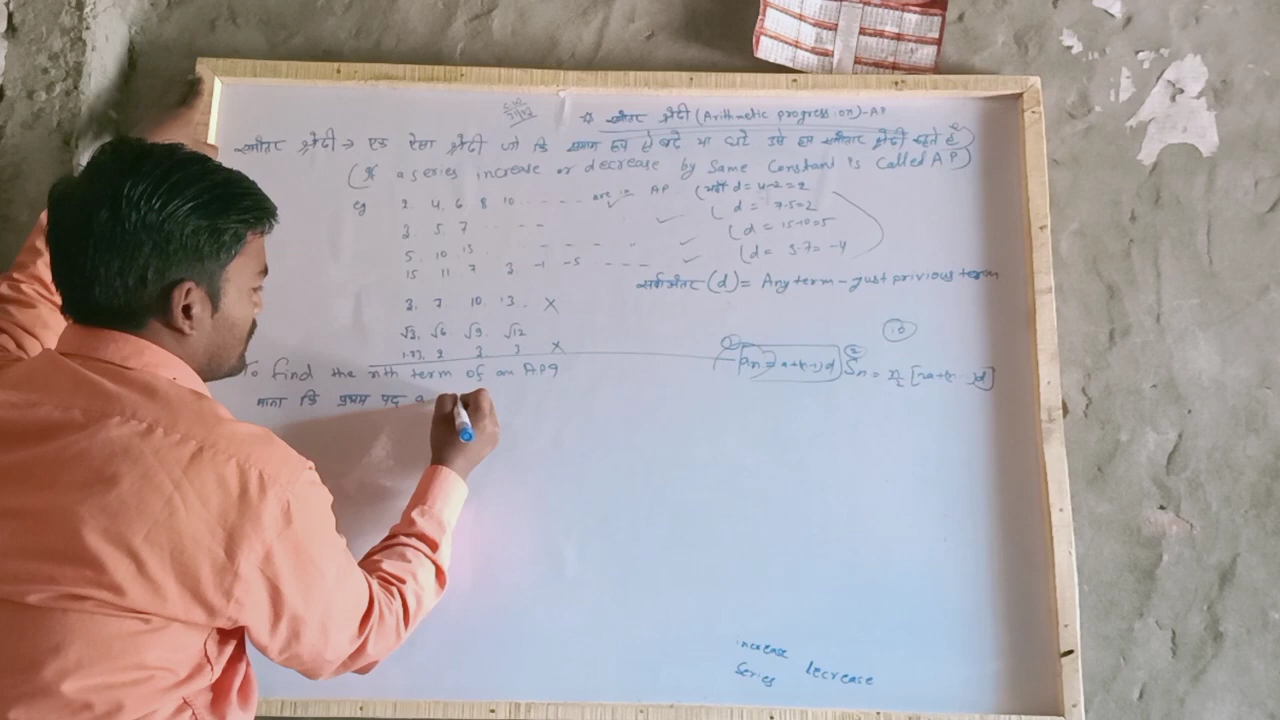 * समांतर श्रेढी (Arithmetic progression)-AP
समांतर श्रेढी → एक ऐसा श्रेढी जो कि समान रूप से बढे या घटे उसे हम समांतर श्रेढी कहते है
(If a series increase or decrease by Same Constant is Called AP)
eg 2. 4. 6 8 10 ------ are in AP (यहाँ d = 4-2=2
3. 5. 7 ---- ✓ (d = 7-5=2
5. 10 15 ---- ✓ (d = 15-10=5
15 11 7 3. -1 -5 ---- ✓ (d = 3-7= -4
सर्वाअंतर (d) = Any term - Just privious term
3, 7 10. 13. X
√3. √6 √9. √12
1.73. 2 3 3 X
10
To find the nth term of an AP
an = a+(n-1)d
Sn = n/2 [2a+(n-1)d]
माना कि प्रथम पद a
increase
Series decrease